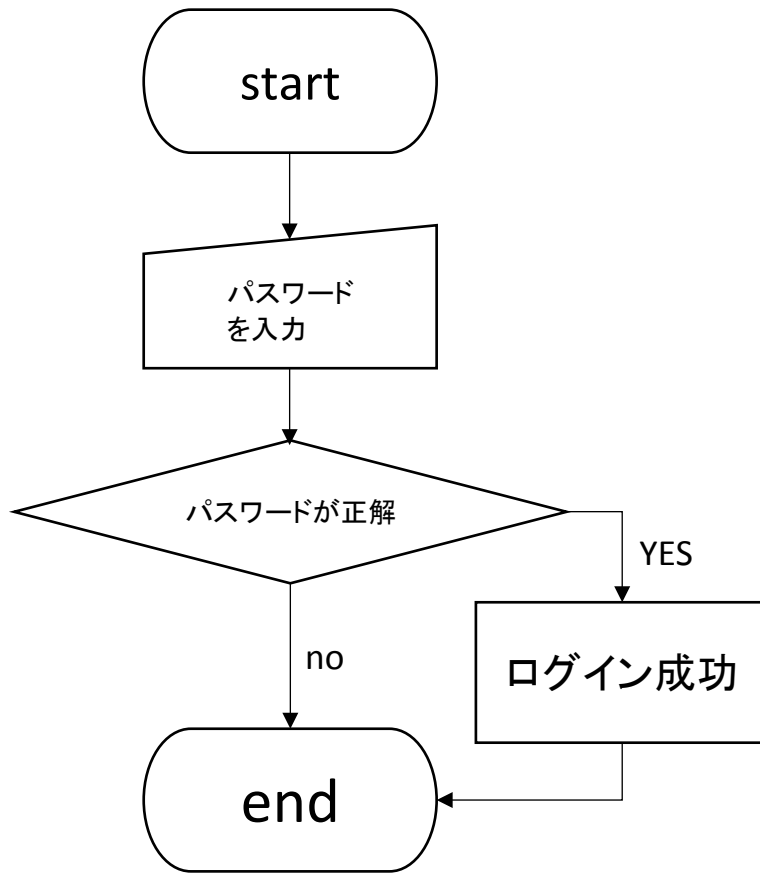 start
パスワード
を入力
パスワードが正解
YES
no
ログイン成功
end